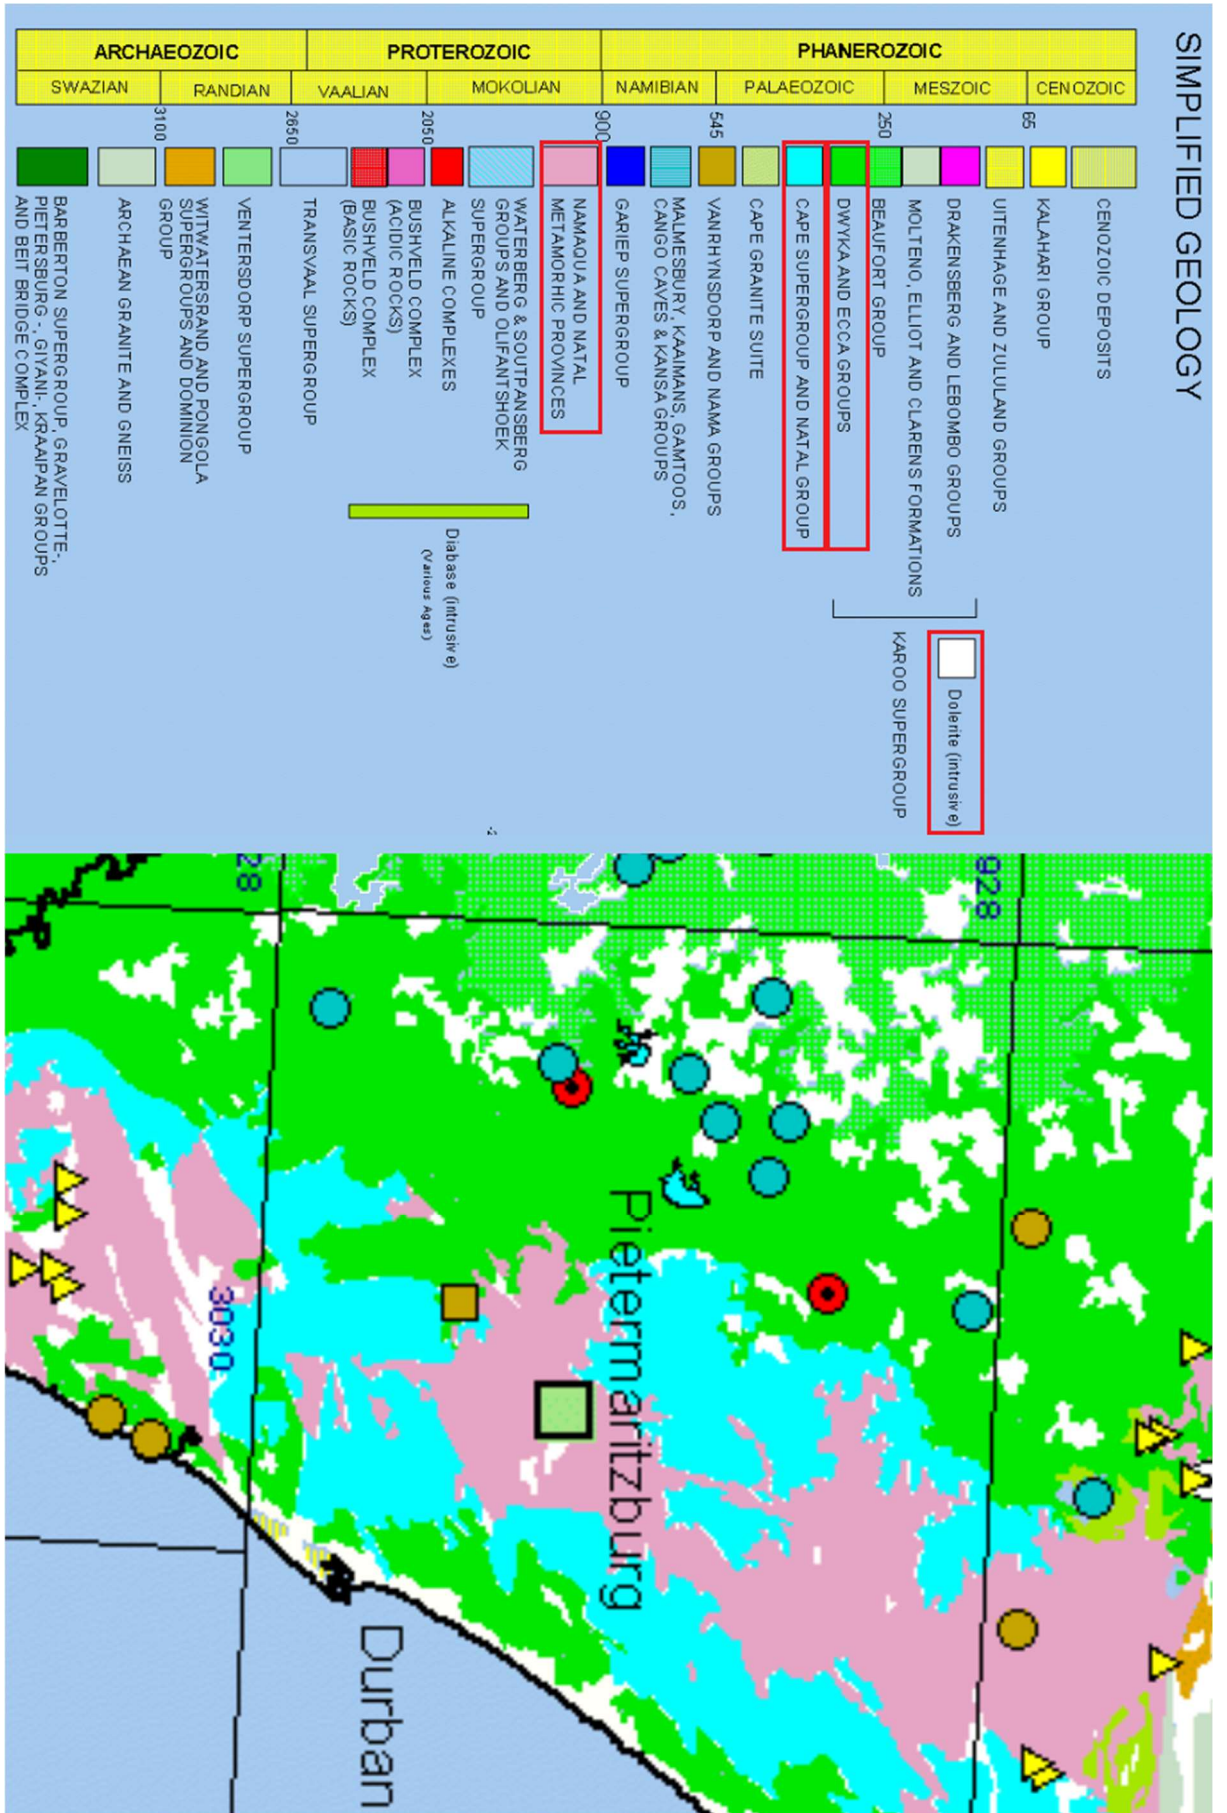 SIMPLIFIED GEOLOGY
PHANEROZOIC
PROTEROZOIC
ARCHAEOZOIC
CENOZOIC
MESZOIC
PALAEOZOIC
NAMIBIAN
MOKOLIAN
VAALIAN
RANDIAN
SWAZIAN
65
250
545
900
2050
2650
3100
CENOZOIC DEPOSITS
KALAHARI GROUP
UITENHAGE AND ZULULAND GROUPS
DRAKENSBERG AND LEBOMBO GROUPS
MOLTENO, ELLIOT AND CLARENS FORMATIONS
BEAUFORT GROUP
DWYKA AND ECCA GROUPS
CAPE SUPERGROUP AND NATAL GROUP
CAPE GRANITE SUITE
VANRHYNSDORP AND NAMA GROUPS
MALMESBURY, KAAIMANS, GAMTOOS,
CANGO CAVES & KANSA GROUPS
GARIEP SUPERGROUP
NAMAQUA AND NATAL
METAMORHIC PROVINCES
WATERBERG & SOUTPANSBERG
GROUPS AND OLIFANTSHOEK
SUPERGROUP
ALKALINE COMPLEXES
BUSHVELD COMPLEX
(ACIDIC ROCKS)
BUSHVELD COMPLEX
(BASIC ROCKS)
TRANSVAAL SUPERGROUP
VENTERSDORP SUPERGROUP
WITWATERSRAND AND PONGOLA
SUPERGROUPS AND DOMINION
GROUP
ARCHAEAN GRANITE AND GNEISS
BARBERTON SUPERGROUP, GRAVELOTTE-,
PIETERSBURG -, GIYANI-, KRAAIPAN GROUPS
AND BEIT BRIDGE COMPLEX
Dolerite (intrusive)
KAROO SUPERGROUP
Diabase (intrusive)
(Various Ages)
928
28
Pietermaritzburg
3030
Durban